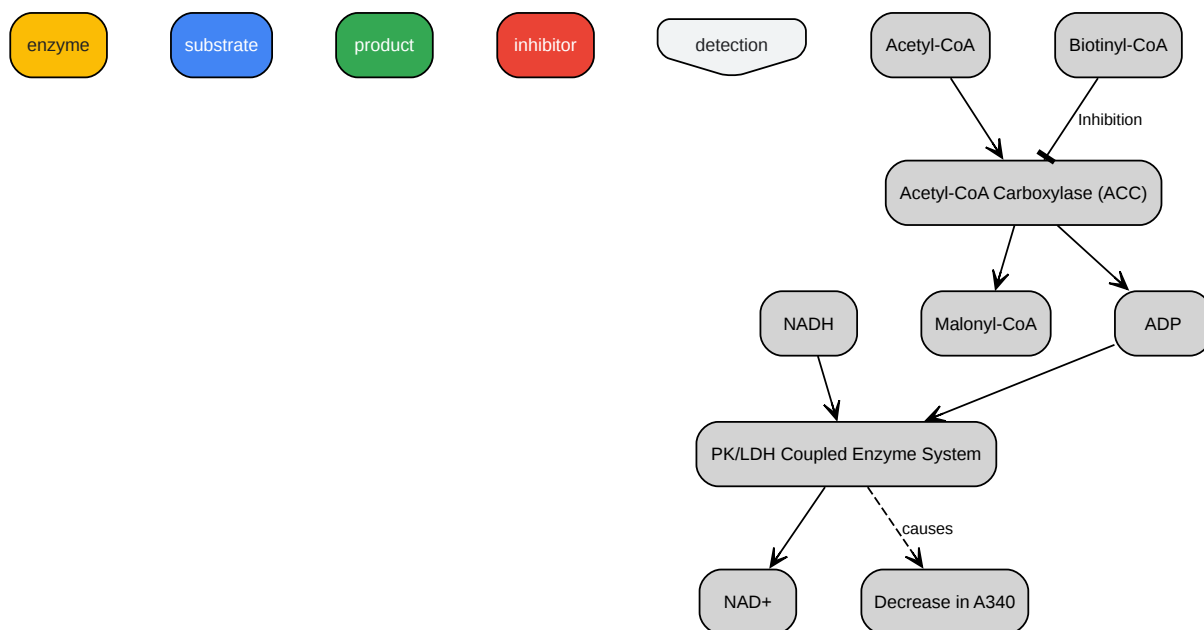 enzyme
substrate
product
inhibitor
detection
Acetyl-CoA
Biotinyl-CoA
Inhibition
Acetyl-CoA Carboxylase (ACC)
NADH
Malonyl-CoA
ADP
PK/LDH Coupled Enzyme System
causes
NAD+
Decrease in A340